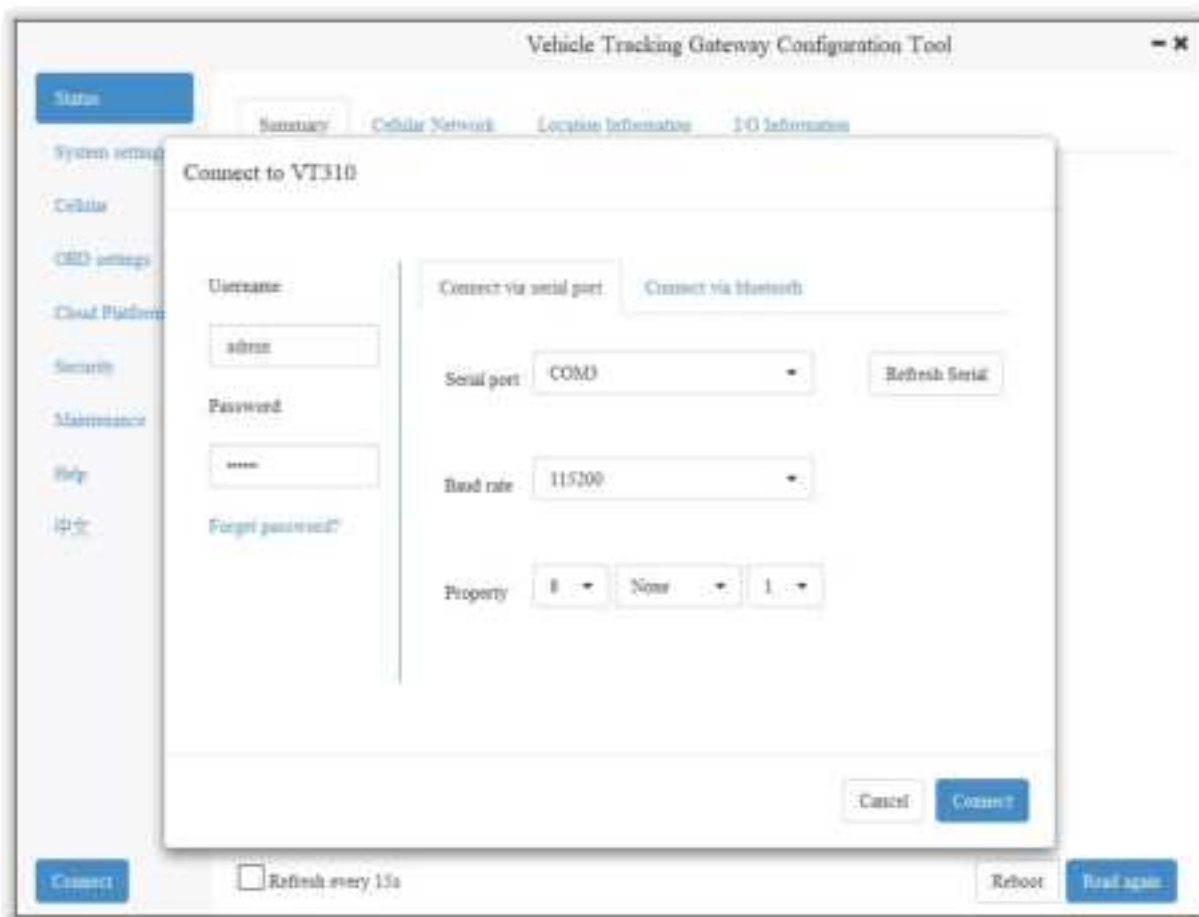 Vehicle Tracking Gateway Configuration Tool
Status
Summary
Cellular Network
Location Information
I/O Information
System setting
Cellular
OBD settings
Cloud Platform
Security
Maintenance
Help
中文
Connect to VT310
Username
admin
Password
•••••
Forget password?
Connect via serial port
Connect via bluetooth
Serial port
COM3
Refresh Serial
Baud rate
115200
Property
8
None
1
Cancel
Connect
Connect
Refresh every 15s
Reboot
Read again